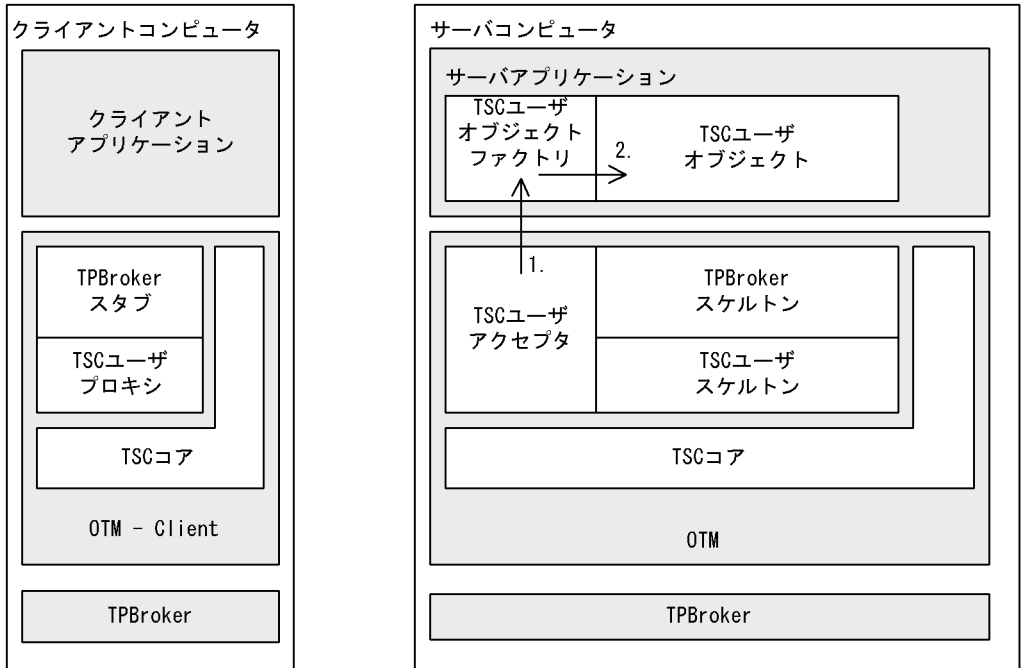 クライアントコンピュータ
クライアント
アプリケーション
TPBroker
スタブ
TSCユーザ
プロキシ
TSCコア
OTM - Client
TPBroker
サーバコンピュータ
サーバアプリケーション
TSCユーザ
オブジェクト
ファクトリ
2.
TSCユーザ
オブジェクト
1.
TSCユーザ
アクセプタ
TPBroker
スケルトン
TSCユーザ
スケルトン
TSCコア
OTM
TPBroker